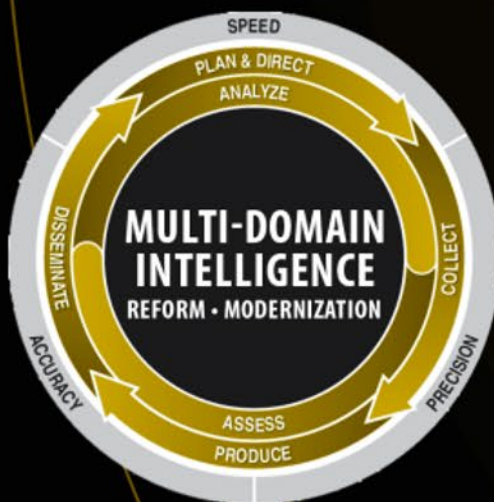 SPEED
PLAN & DIRECT
ANALYZE
MULTI-DOMAIN
INTELLIGENCE
REFORM • MODERNIZATION
DISSEMINATE
COLLECT
ACCURACY
PRECISION
ASSESS
PRODUCE